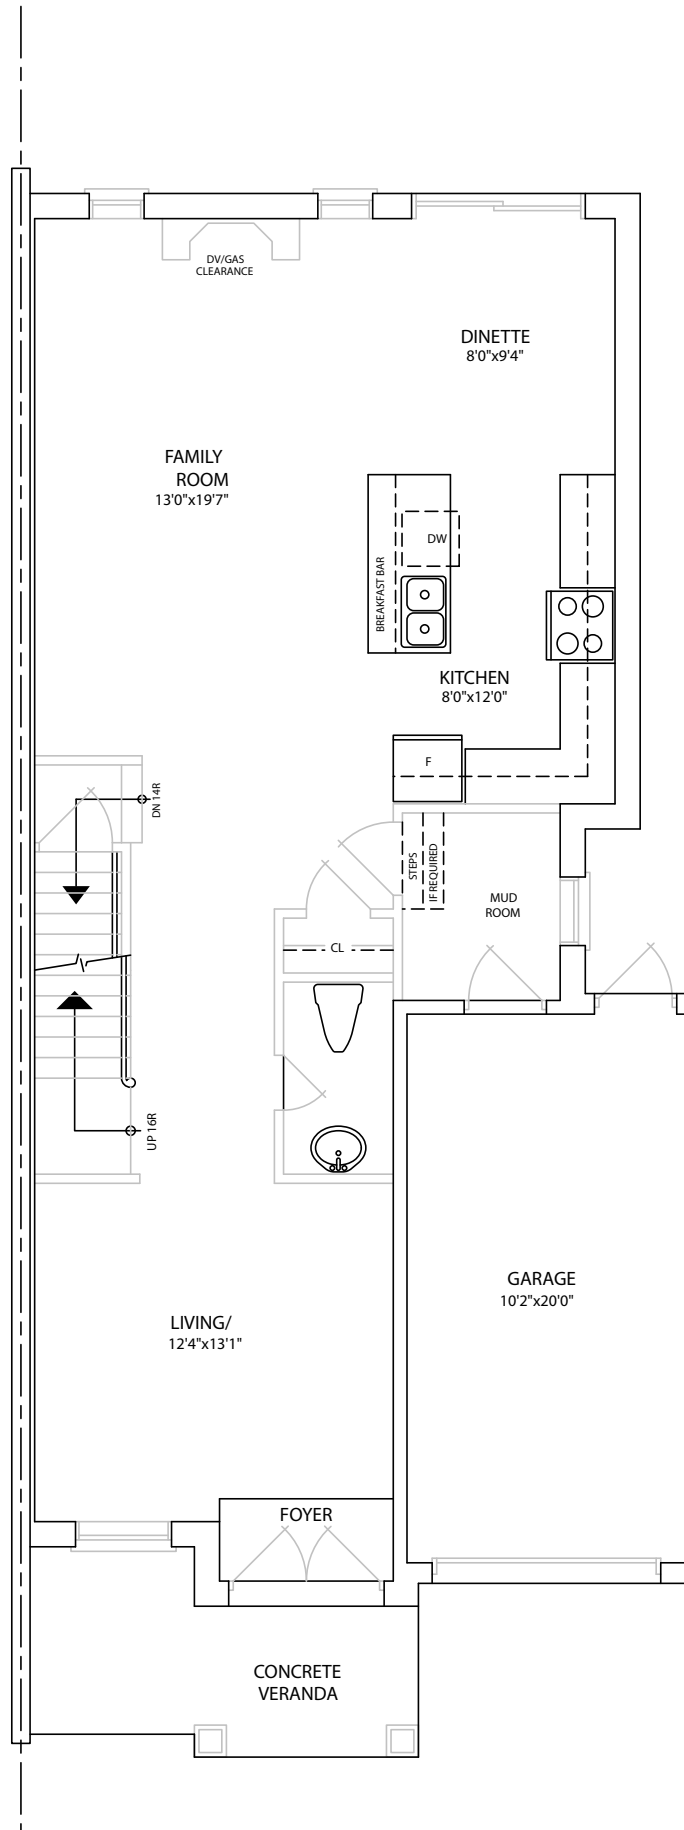 DV/GAS
CLEARANCE
DINETTE
8'0"x9'4"
FAMILY
ROOM
13'0"x19'7"
DW
BREAKFAST BAR
KITCHEN
8'0"x12'0"
F
DN 14R
STEPS
IF REQUIRED
MUD
ROOM
CL
UP 16R
GARAGE
10'2"x20'0"
LIVING/
12'4"x13'1"
FOYER
CONCRETE
VERANDA